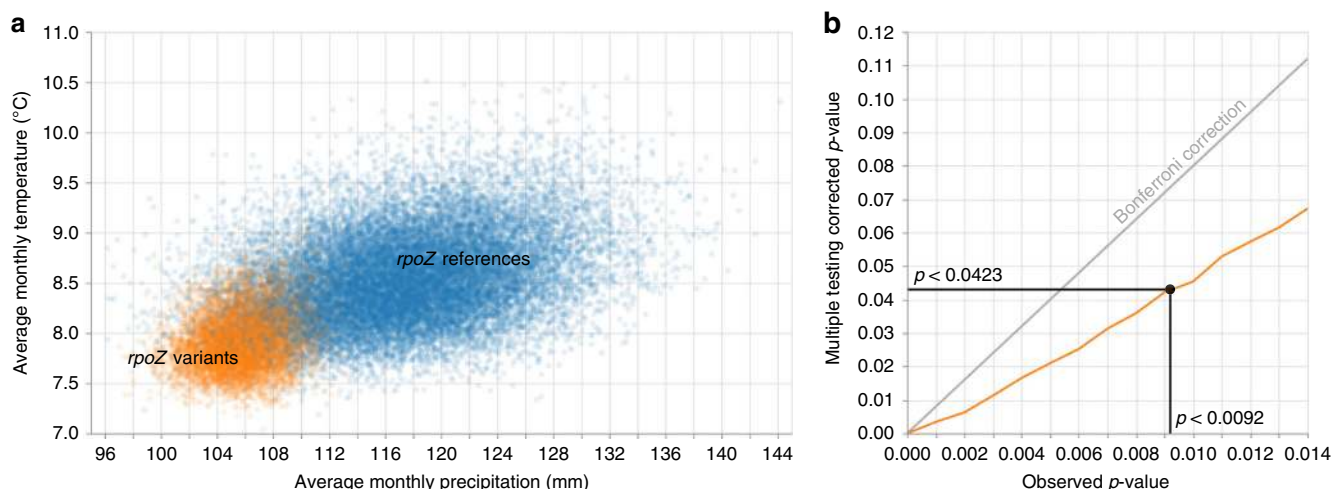 a
11.0
10.5
10.0
9.5
9.0
8.5
8.0
7.5
7.0
Average monthly temperature (°C)
rpoZ references
rpoZ variants
96 100 104 108 112 116 120 124 128 132 136 140 144
Average monthly precipitation (mm)
b
0.12
0.11
0.10
0.09
0.08
0.07
0.06
0.05
0.04
0.03
0.02
0.01
0.00
Multiple testing corrected p-value
Bonferroni correction
p < 0.0423
p < 0.0092
0.000 0.002 0.004 0.006 0.008 0.010 0.012 0.014
Observed p-value